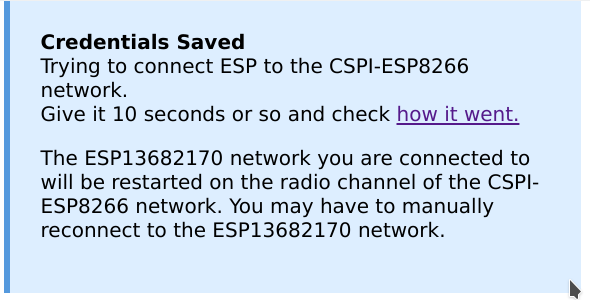 Credentials Saved
Trying to connect ESP to the CSPI-ESP8266
network.
Give it 10 seconds or so and check how it went.
The ESP13682170 network you are connected to
will be restarted on the radio channel of the CSPI-
ESP8266 network. You may have to manually
reconnect to the ESP13682170 network.